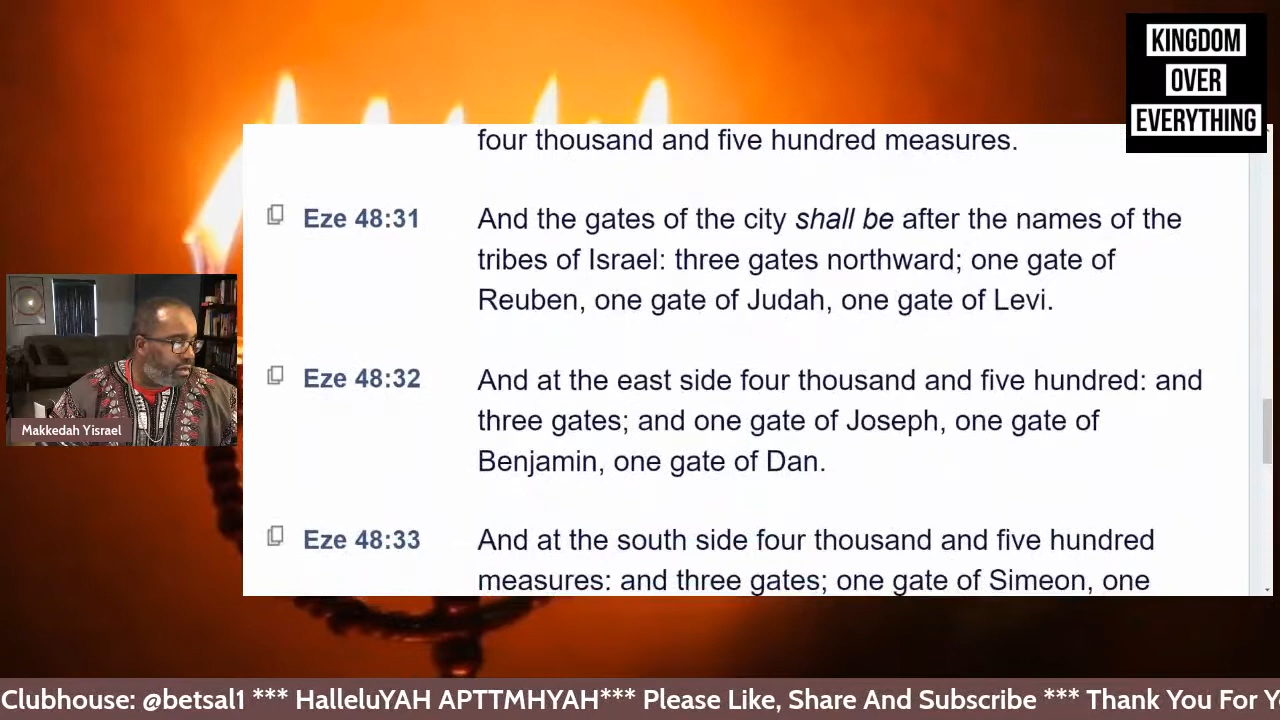 KINGDOM
OVER
EVERYTHING
four thousand and five hundred measures.
Eze 48:31
And the gates of the city shall be after the names of the
tribes of Israel: three gates northward; one gate of
Reuben, one gate of Judah, one gate of Levi.
Eze 48:32
And at the east side four thousand and five hundred: and
three gates; and one gate of Joseph, one gate of
Benjamin, one gate of Dan.
Eze 48:33
And at the south side four thousand and five hundred
measures: and three gates; one gate of Simeon, one
Makkedah Yisrael
Clubhouse: @betsal1 *** HalleluYAH APTTMHYAH*** Please Like, Share And Subscribe *** Thank You For Y